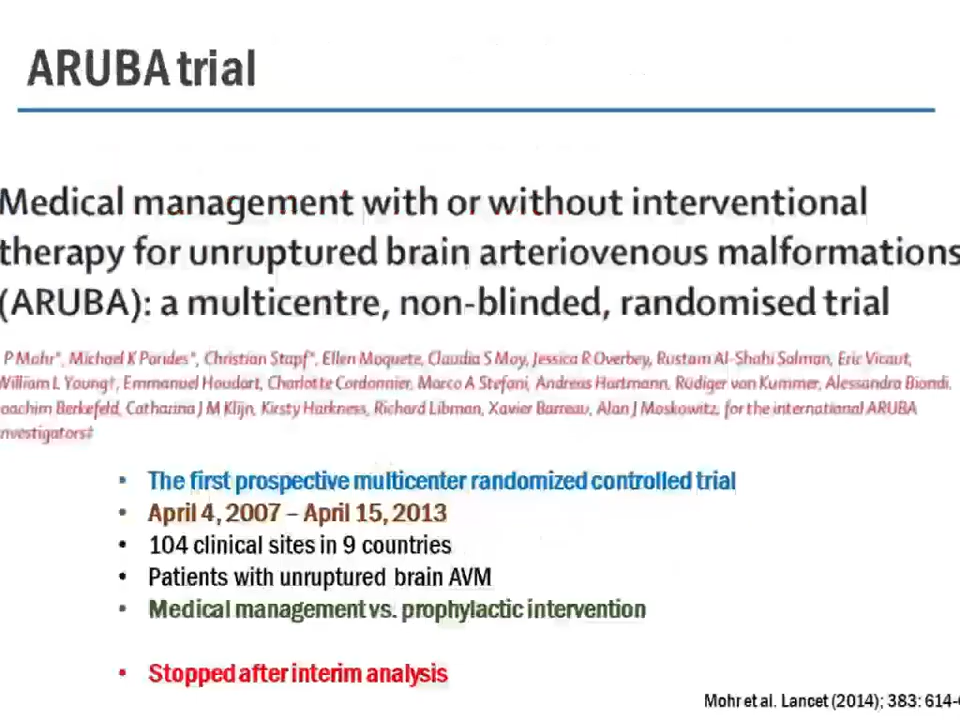 ARUBA trial
Medical management with or without interventional
therapy for unruptured brain arteriovenous malformations
(ARUBA): a multicentre, non-blinded, randomised trial
P Mohr*, Michael K Parides*, Christian Stapf*, Ellen Moquete, Claudia S Moy, Jessica R Overbey, Rustam Al-Shahi Salman, Eric Vicaut,
William L Young†, Emmanuel Houdart, Charlotte Cordonnier, Marco A Stefani, Andreas Hartmann, Rüdiger von Kummer, Alessandra Biondi,
oachim Berkefeld, Catharina J M Klijn, Kirsty Harkness, Richard Libman, Xavier Barreau, Alan J Moskowitz, for the international ARUBA
nvestigators‡
• The first prospective multicenter randomized controlled trial
• April 4, 2007 – April 15, 2013
• 104 clinical sites in 9 countries
• Patients with unruptured brain AVM
• Medical management vs. prophylactic intervention
• Stopped after interim analysis
Mohr et al. Lancet (2014); 383: 614-